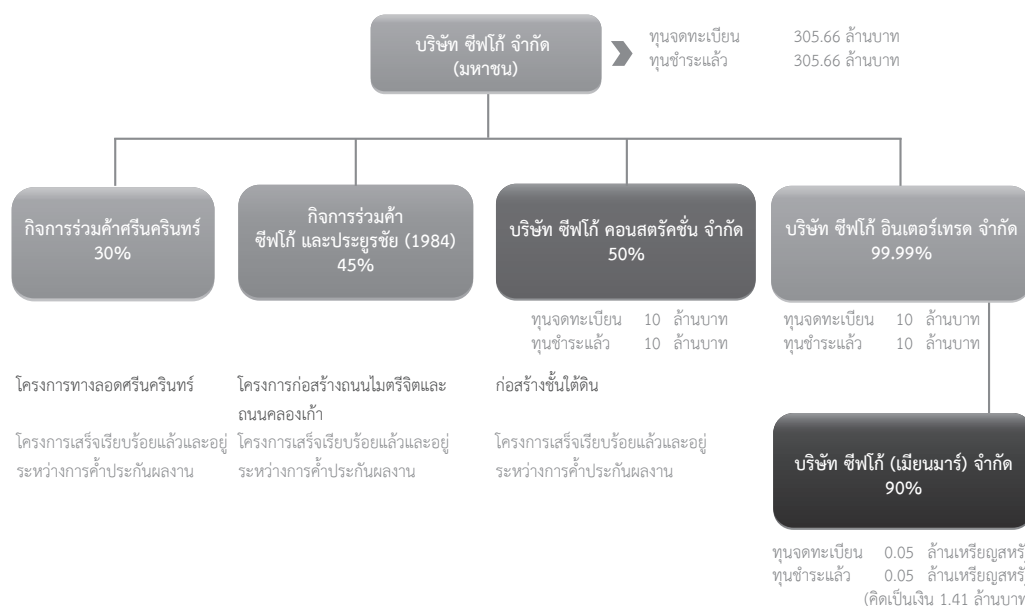 บริษัท ซีฟโก้ จำกัด
(มหาชน)
ทุนจดทะเบียน 305.66 ล้านบาท
ทุนชำระแล้ว 305.66 ล้านบาท
กิจการร่วมค้าศรีนครินทร์
30%
กิจการร่วมค้า
ซีฟโก้ และประยูรชัย (1984)
45%
บริษัท ซีฟโก้ คอนสตรัคชั่น จำกัด
50%
บริษัท ซีฟโก้ อินเตอร์เทรด จำกัด
99.99%
ทุนจดทะเบียน 10 ล้านบาท
ทุนชำระแล้ว 10 ล้านบาท
ทุนจดทะเบียน 10 ล้านบาท
ทุนชำระแล้ว 10 ล้านบาท
โครงการทางลอดศรีนครินทร์
โครงการเสร็จเรียบร้อยแล้วและอยู่
ระหว่างการค้ำประกันผลงาน
โครงการก่อสร้างถนนไมตรีจิตและ
ถนนคลองเก้า
โครงการเสร็จเรียบร้อยแล้วและอยู่
ระหว่างการค้ำประกันผลงาน
ก่อสร้างชั้นใต้ดิน
โครงการเสร็จเรียบร้อยแล้วและอยู่
ระหว่างการค้ำประกันผลงาน
บริษัท ซีฟโก้ (เมียนมาร์) จำกัด
90%
ทุนจดทะเบียน 0.05
ทุนชำระแล้ว 0.05
(คิดเป็นเงิน 1.41 ล้านบาท